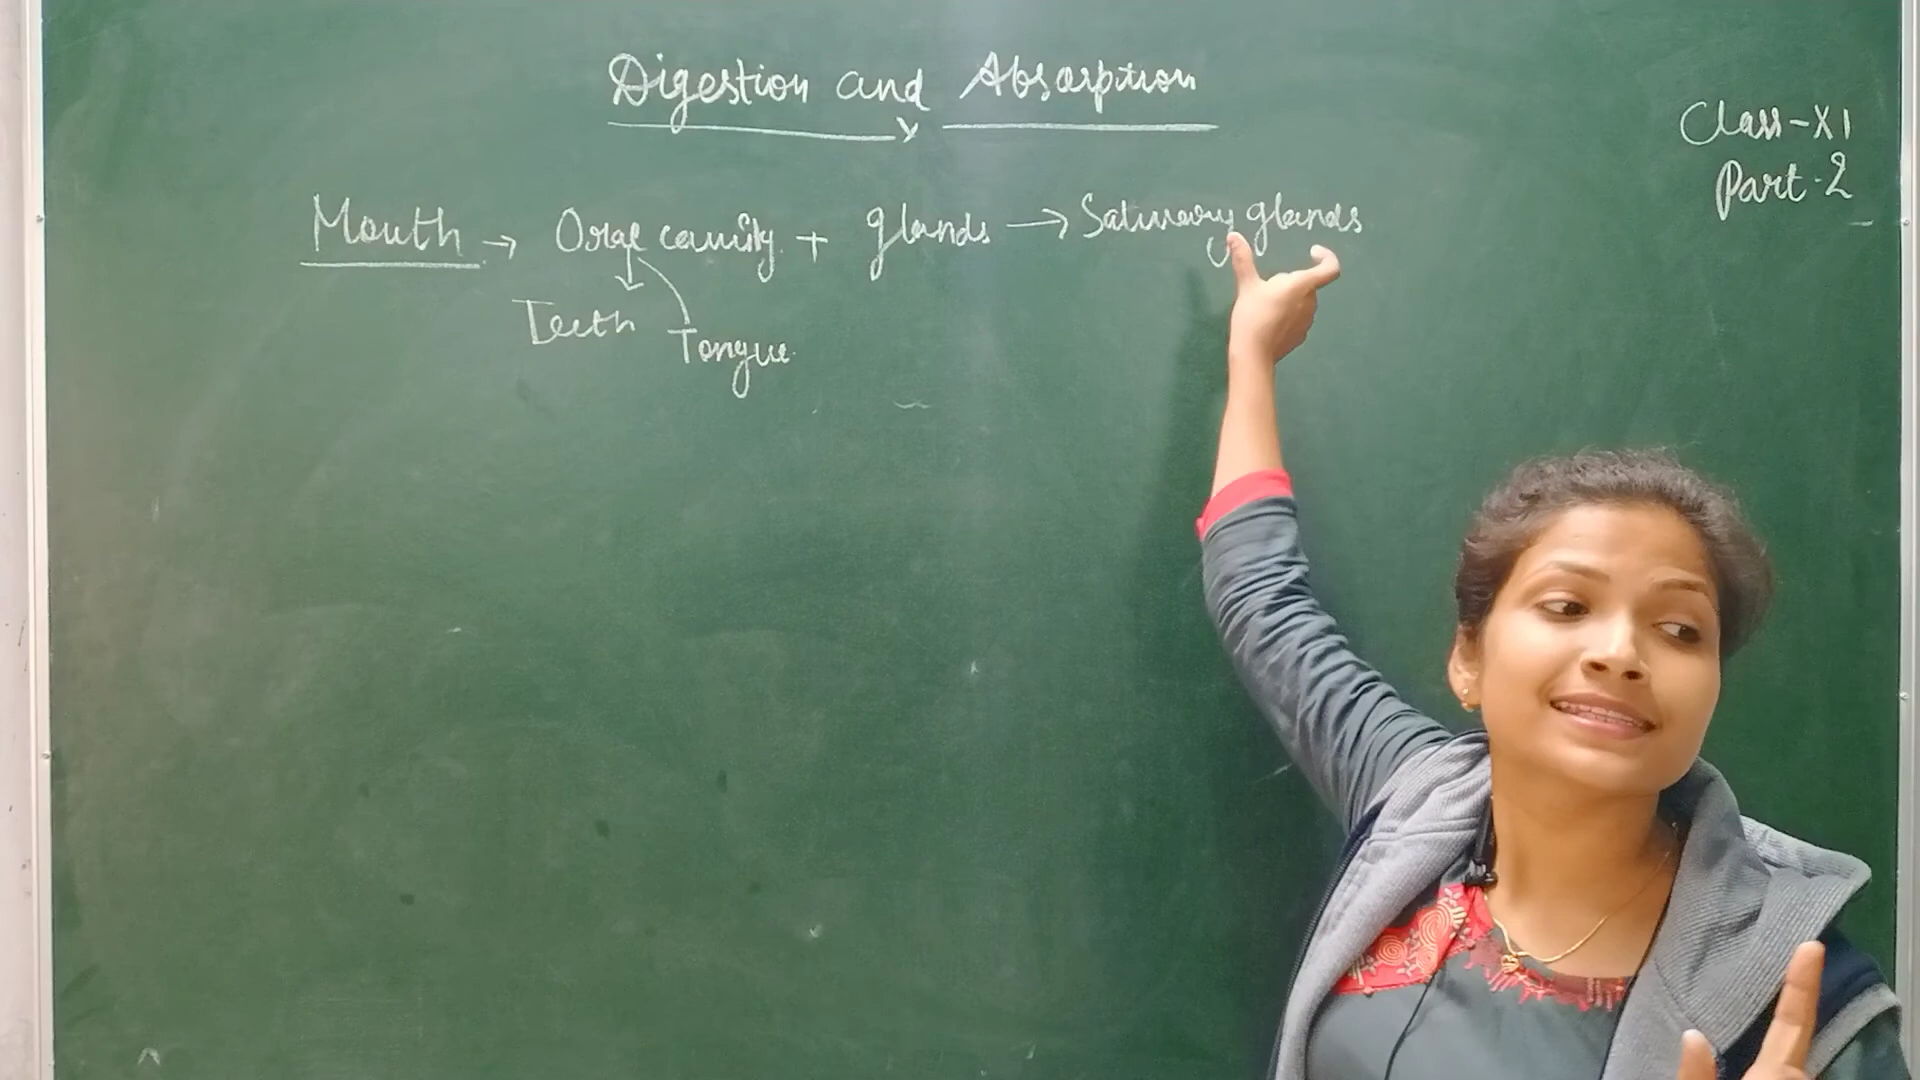 Digestion and Absorption
Class-XI
Part-2
Mouth → Oral cavity + glands → Salivary glands
Teeth
Tongue